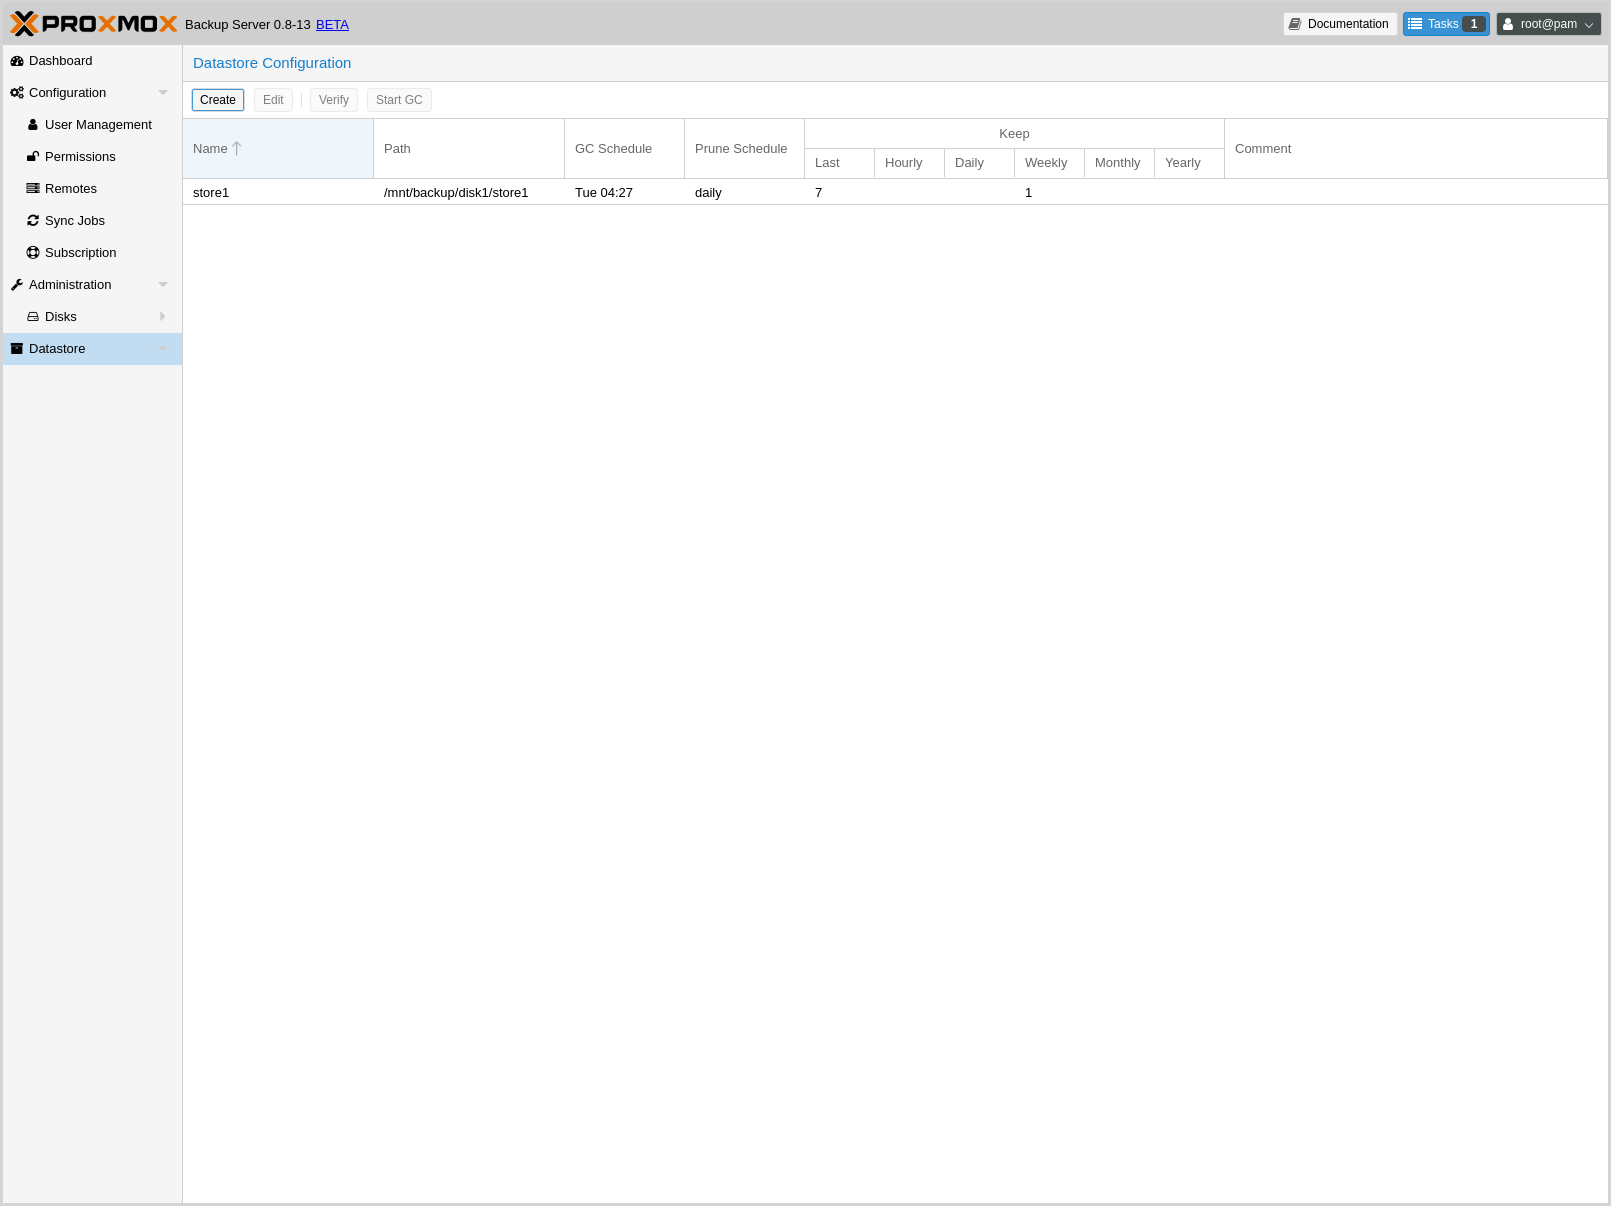 PROXMOX Backup Server 0.8-13 BETA
Documentation Tasks 1 root@pam
Dashboard
Configuration
User Management
Permissions
Remotes
Sync Jobs
Subscription
Administration
Disks
Datastore
Datastore Configuration
Create Edit Verify Start GC
Name Path GC Schedule Prune Schedule Keep Comment
Last Hourly Daily Weekly Monthly Yearly
store1 /mnt/backup/disk1/store1 Tue 04:27 daily 7 1